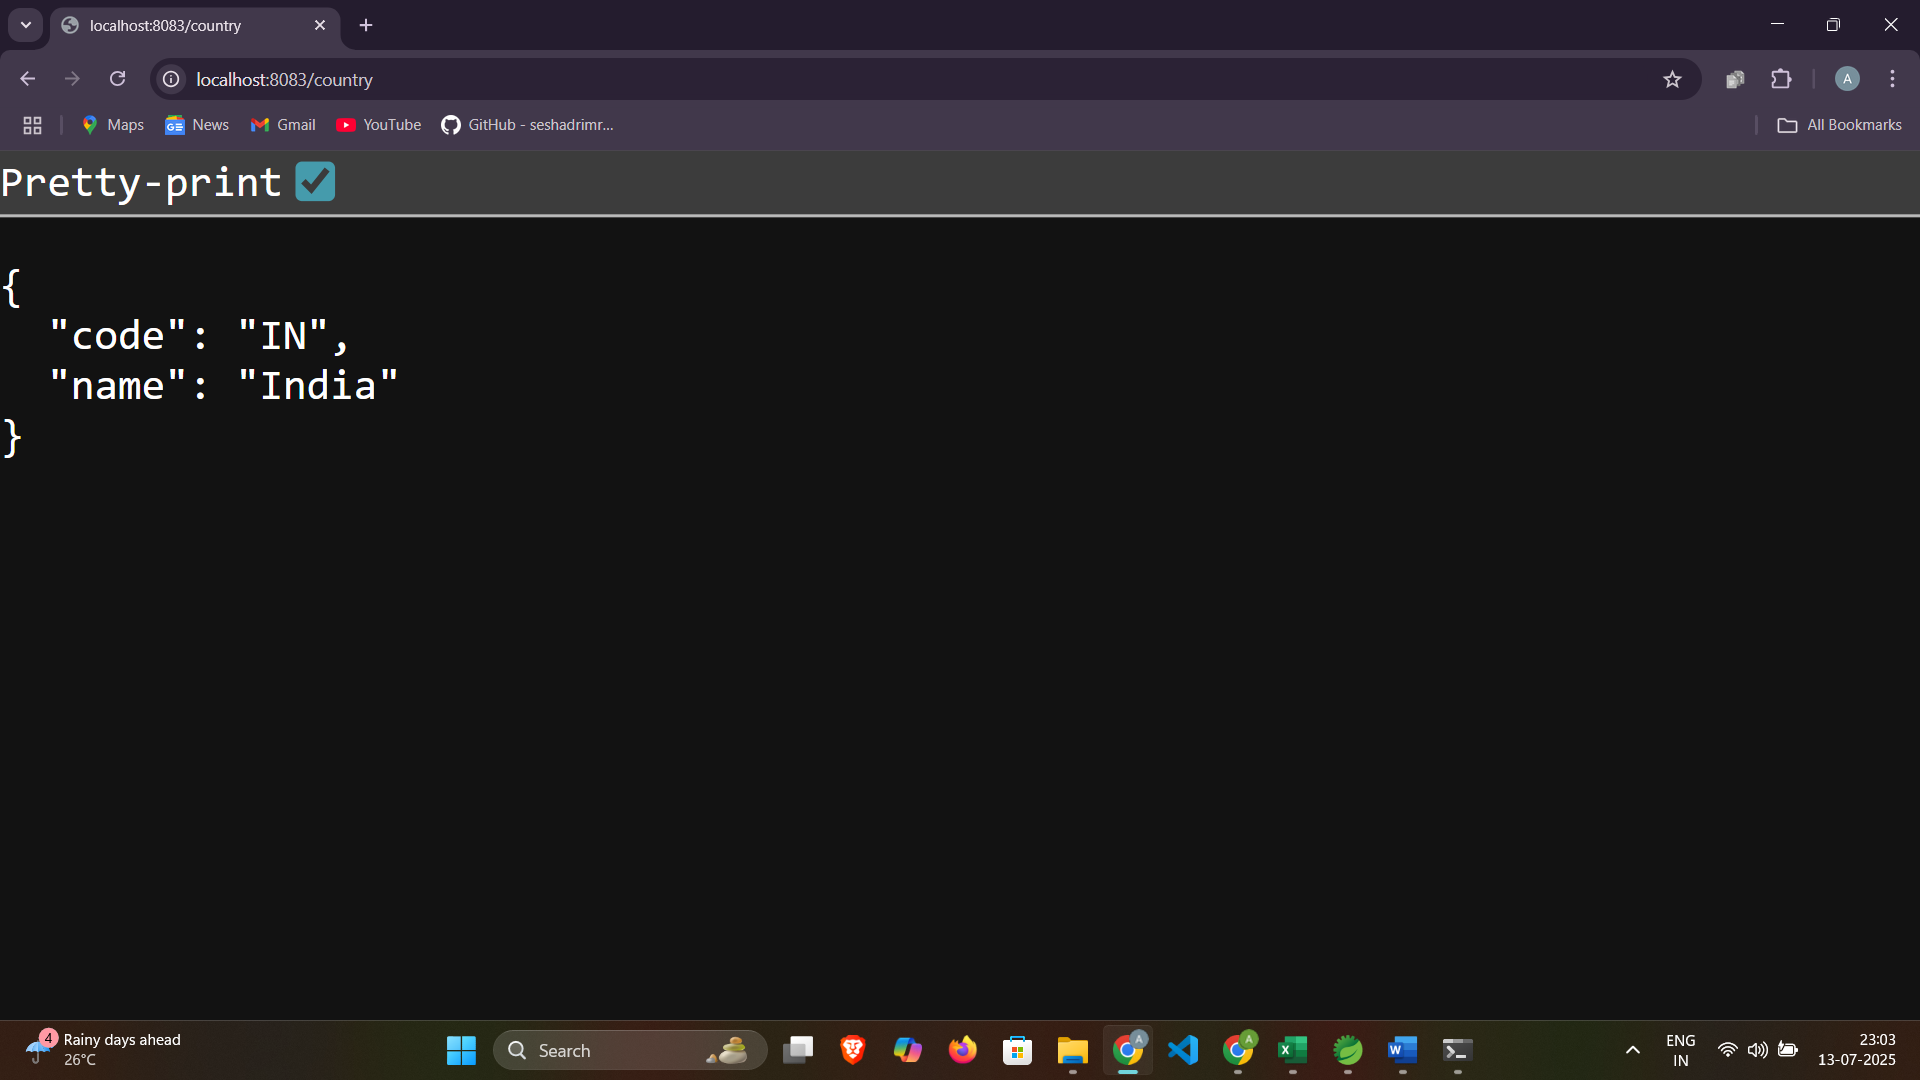 localhost:8083/country
localhost:8083/country
A
Maps
News
Gmail
YouTube
GitHub - seshadrimr...
All Bookmarks
Pretty-print
{
  "code": "IN",
  "name": "India"
}
4
Rainy days ahead
26°C
Search
A
A
ENG
IN
23:03
13-07-2025